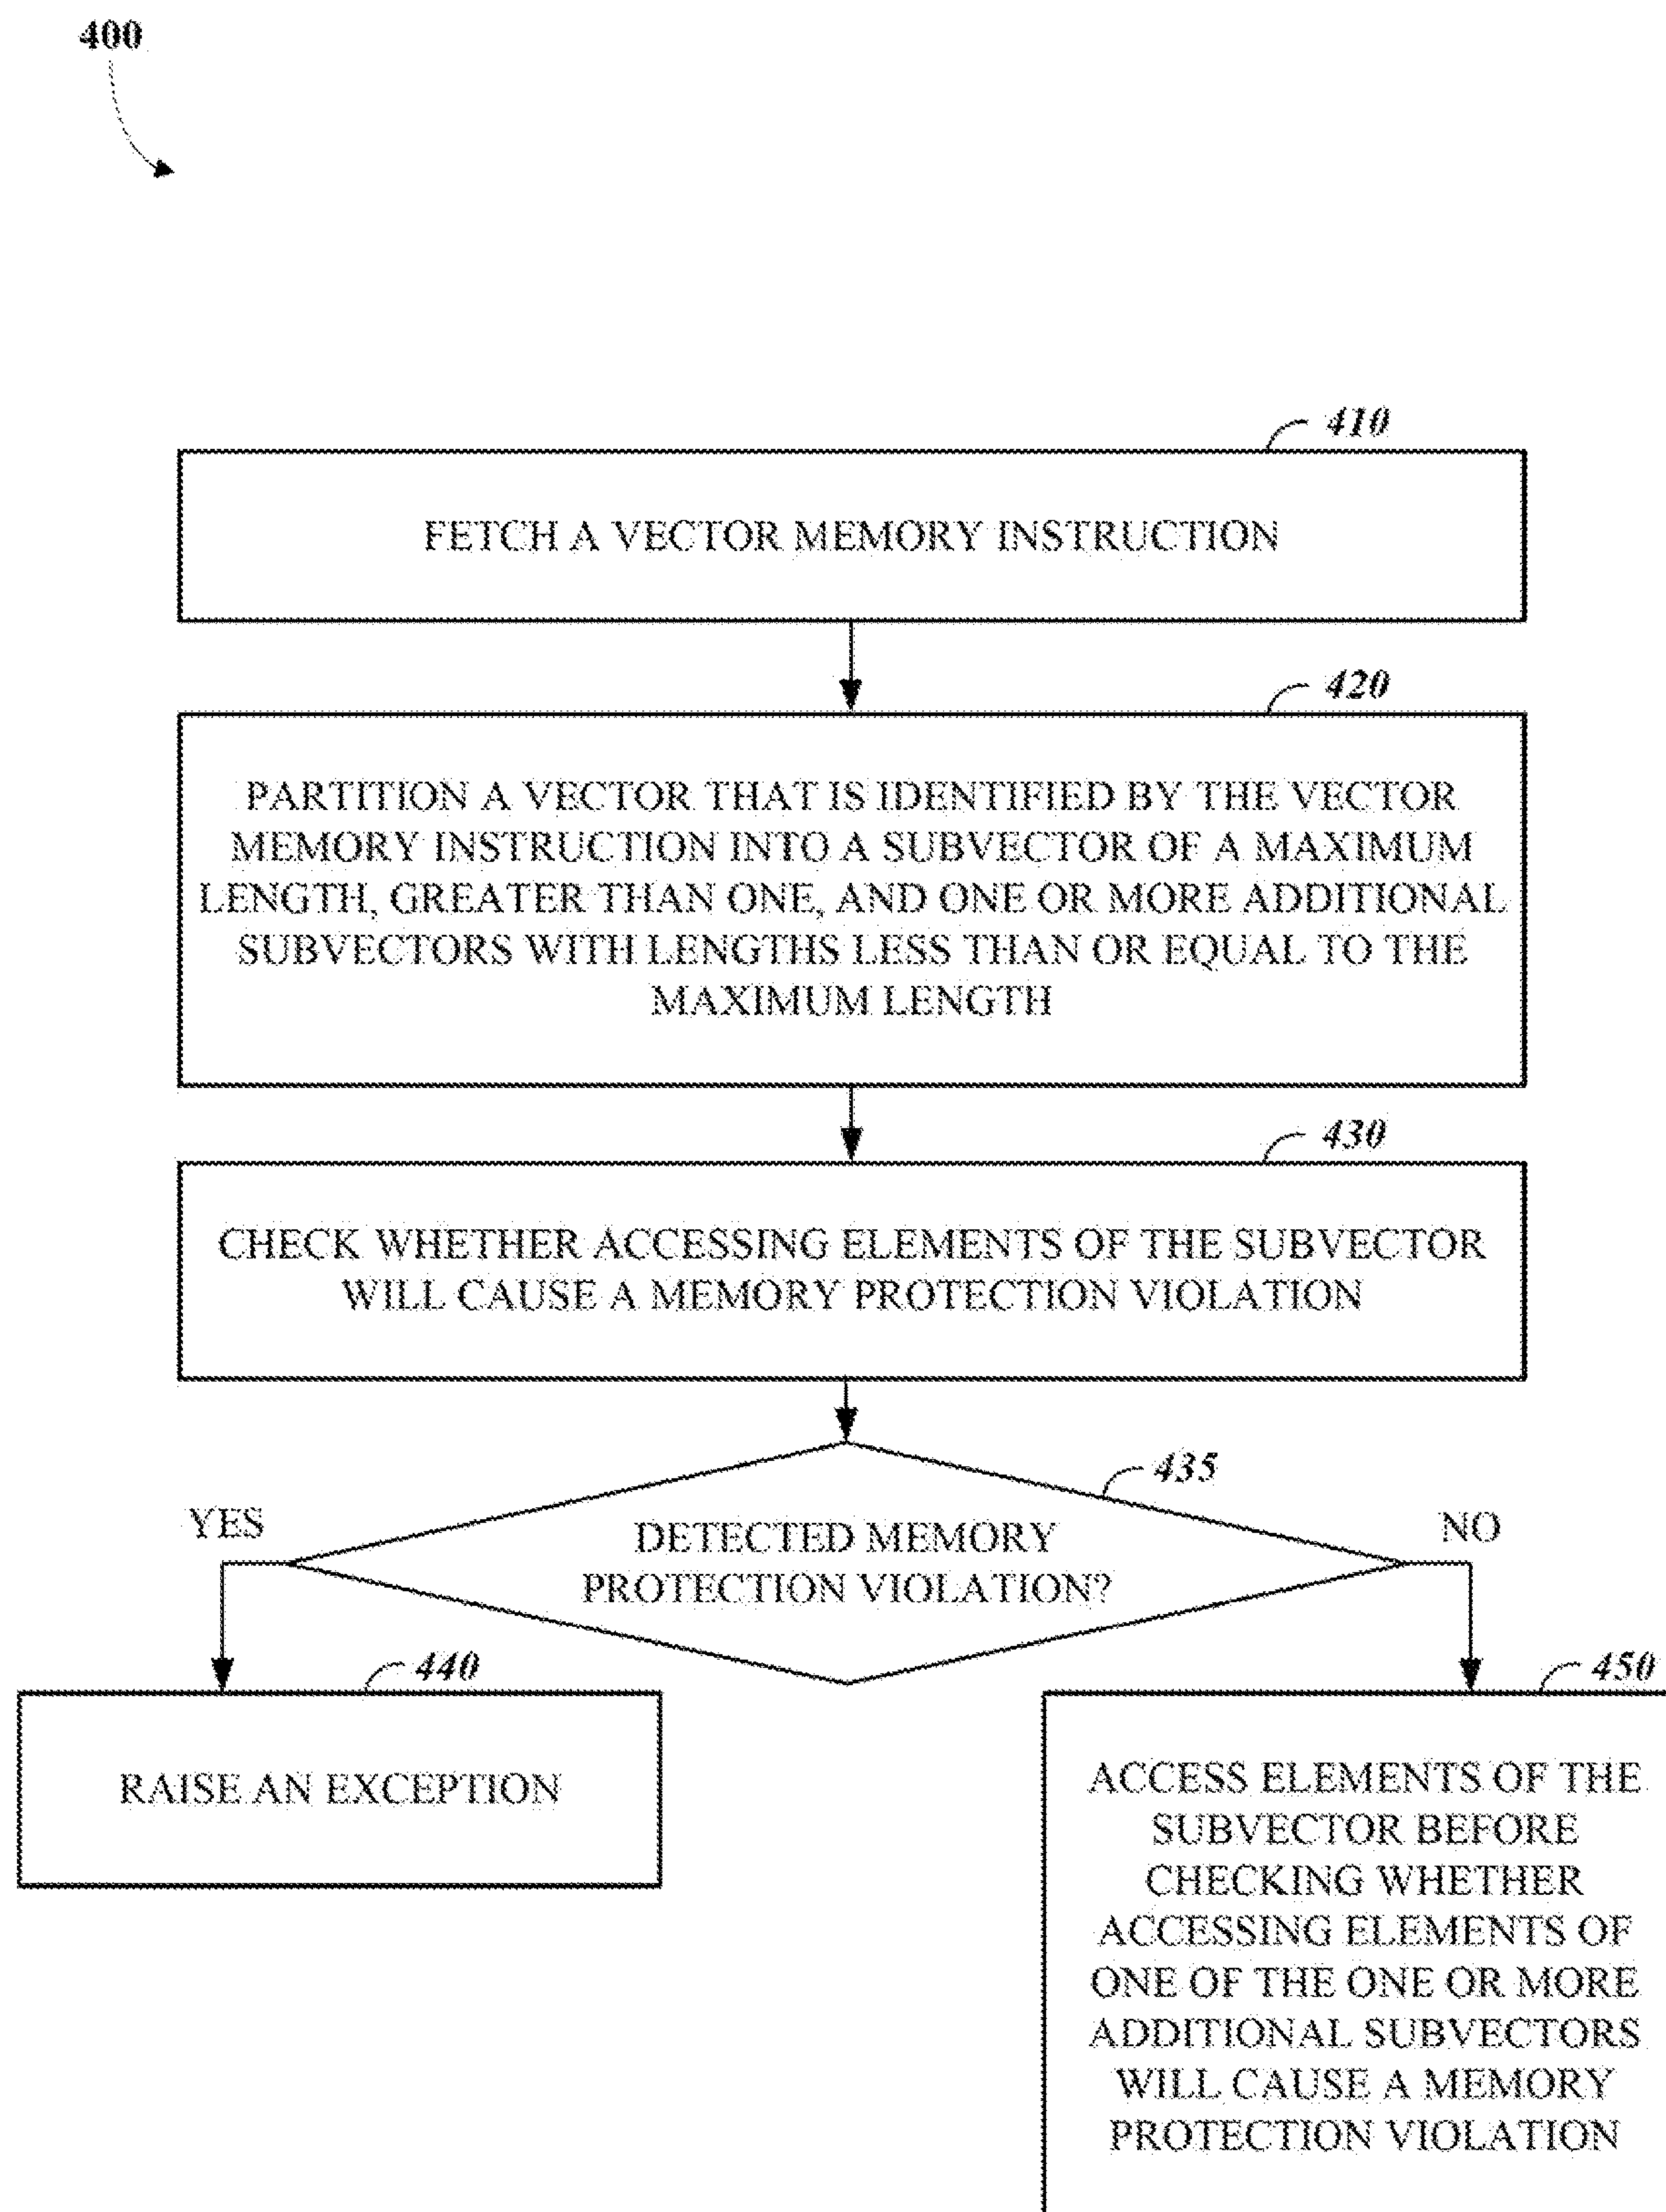 400
410
FETCH A VECTOR MEMORY INSTRUCTION
420
PARTITION A VECTOR THAT IS IDENTIFIED BY THE VECTOR
MEMORY INSTRUCTION INTO A SUBVECTOR OF A MAXIMUM
LENGTH, GREATER THAN ONE, AND ONE OR MORE ADDITIONAL
SUBVECTORS WITH LENGTHS LESS THAN OR EQUAL TO THE
MAXIMUM LENGTH
430
CHECK WHETHER ACCESSING ELEMENTS OF THE SUBVECTOR
WILL CAUSE A MEMORY PROTECTION VIOLATION
435
YES
DETECTED MEMORY
PROTECTION VIOLATION?
NO
440
RAISE AN EXCEPTION
450
ACCESS ELEMENTS OF THE
SUBVECTOR BEFORE
CHECKING WHETHER
ACCESSING ELEMENTS OF
ONE OF THE ONE OR MORE
ADDITIONAL SUBVECTORS
WILL CAUSE A MEMORY
PROTECTION VIOLATION